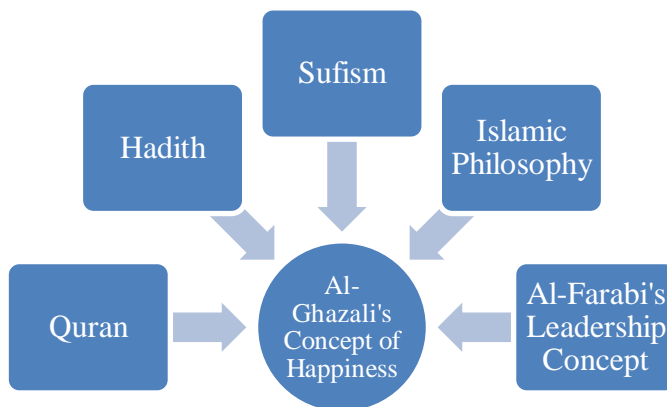 Sufism
Hadith
Islamic
Philosophy
Quran
Al-
Ghazali's
Concept of
Happiness
Al-Farabi's
Leadership
Concept